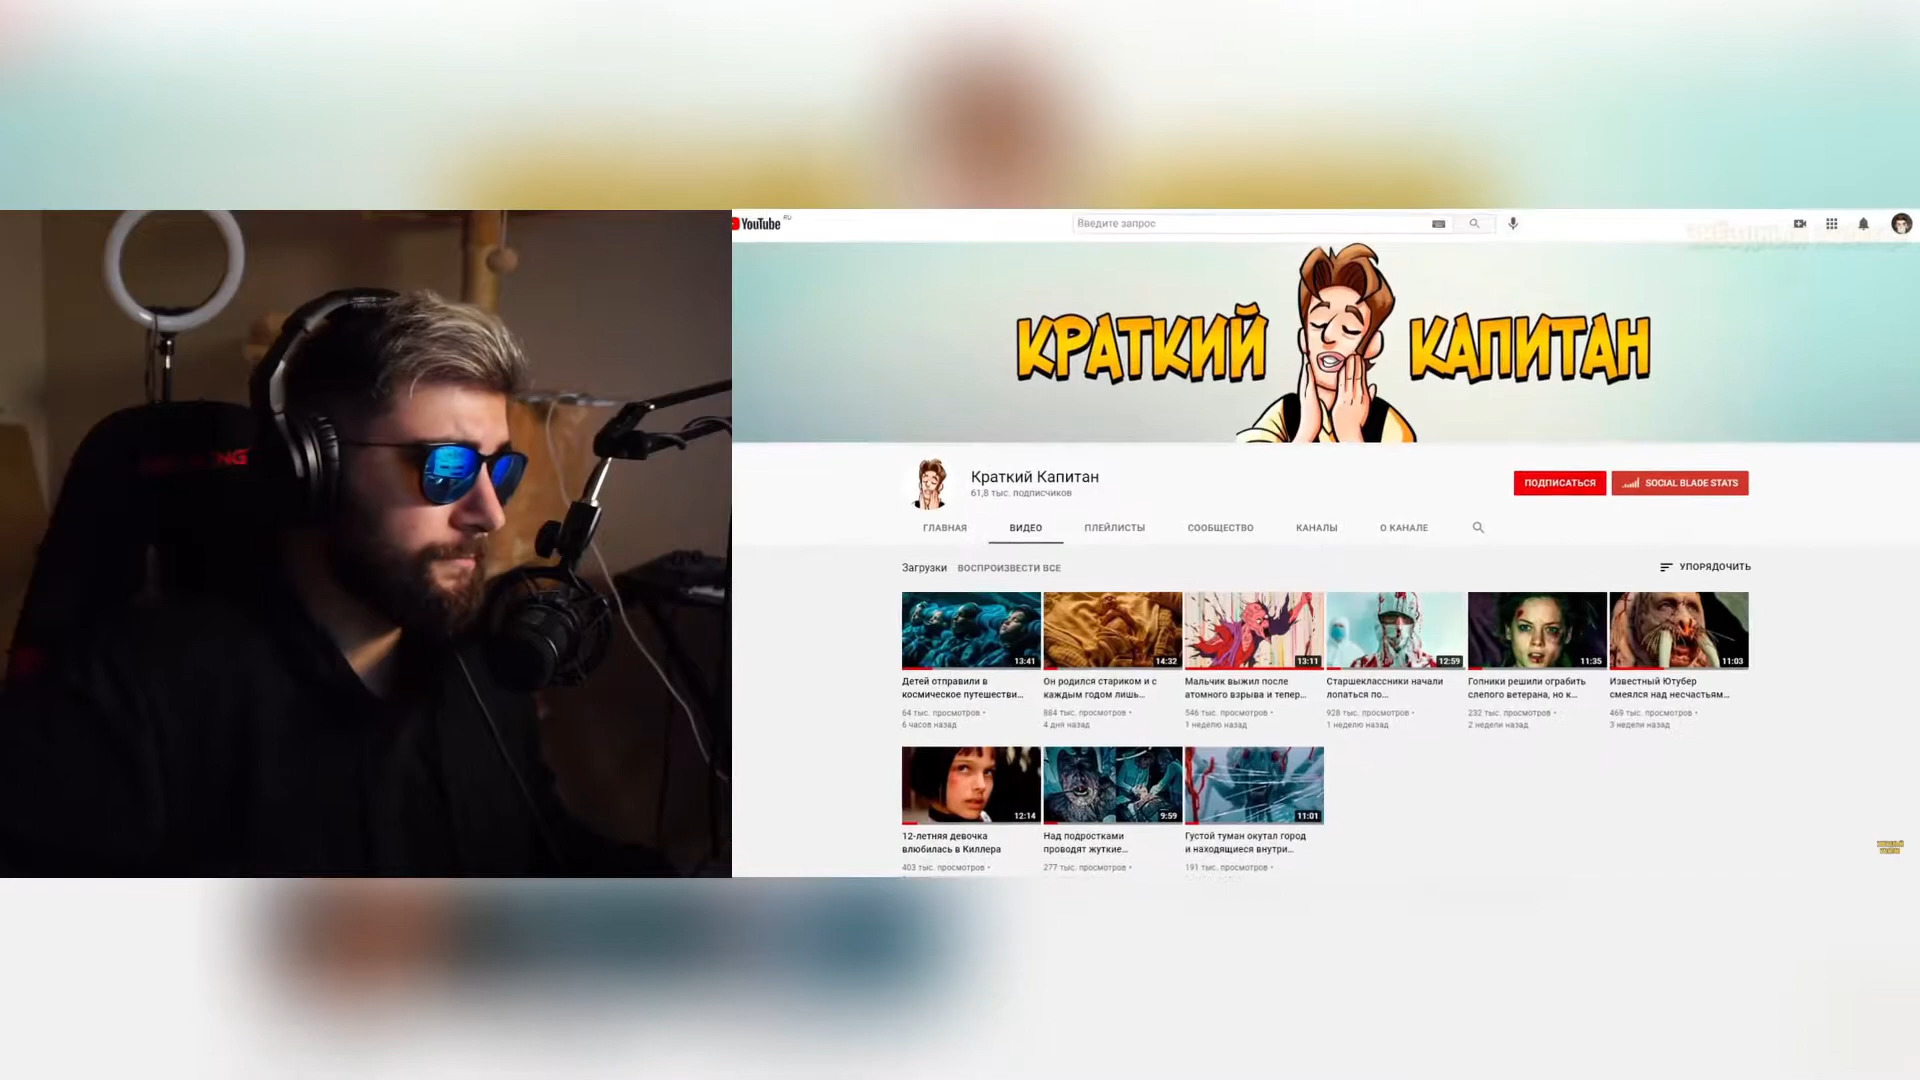 YouTube RU
Введите запрос
КРАТКИЙ КАПИТАН
Краткий Капитан
61,8 тыс. подписчиков
ПОДПИСАТЬСЯ
SOCIAL BLADE STATS
ГЛАВНАЯ
ВИДЕО
ПЛЕЙЛИСТЫ
СООБЩЕСТВО
КАНАЛЫ
О КАНАЛЕ
Загрузки
ВОСПРОИЗВЕСТИ ВСЕ
УПОРЯДОЧИТЬ
13:41
Детей отправили в
космическое путешестви...
64 тыс. просмотров •
6 часов назад
14:32
Он родился стариком и с
каждым годом лишь...
884 тыс. просмотров •
4 дня назад
13:11
Мальчик выжил после
атомного взрыва и тепер...
546 тыс. просмотров •
1 неделю назад
12:59
Старшеклассники начали
лопаться по...
928 тыс. просмотров •
1 неделю назад
11:35
Гопники решили ограбить
слепого ветерана, но к...
232 тыс. просмотров •
2 недели назад
11:03
Известный Ютубер
смеялся над несчастьям...
469 тыс. просмотров •
3 недели назад
12:14
12-летняя девочка
влюбилась в Киллера
403 тыс. просмотров •
9:59
Над подростками
проводят жуткие...
277 тыс. просмотров •
11:01
Густой туман окутал город
и находящиеся внутри...
191 тыс. просмотров •